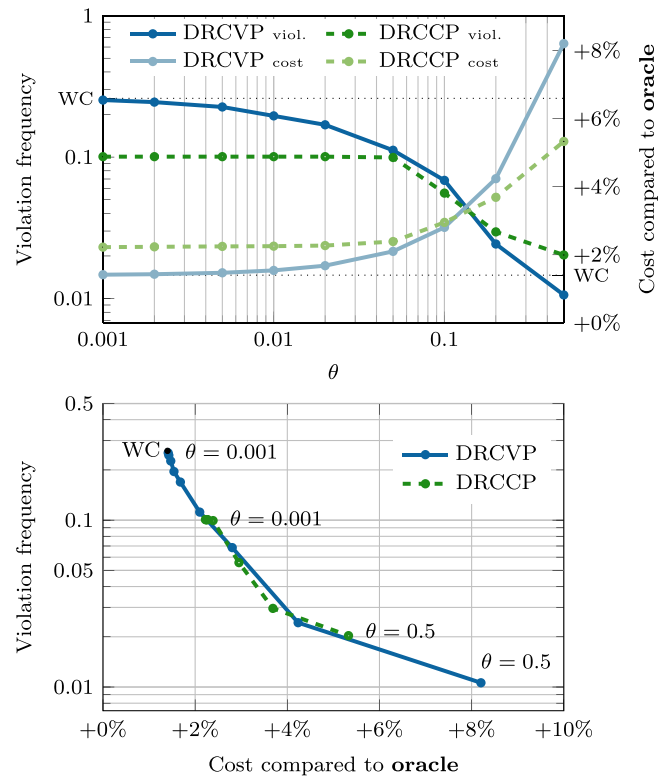 DRCVP viol. DRCCP viol.
DRCVP cost DRCCP cost
Violation frequency
1
WC
0.1
0.01
+8%
+6%
+4%
+2%
WC
+0%
Cost compared to oracle
0.001 0.01 0.1
θ
Violation frequency
0.5
0.1
0.05
0.01
WC
θ = 0.001
DRCVP
DRCCP
θ = 0.001
θ = 0.5
θ = 0.5
+0% +2% +4% +6% +8% +10%
Cost compared to oracle